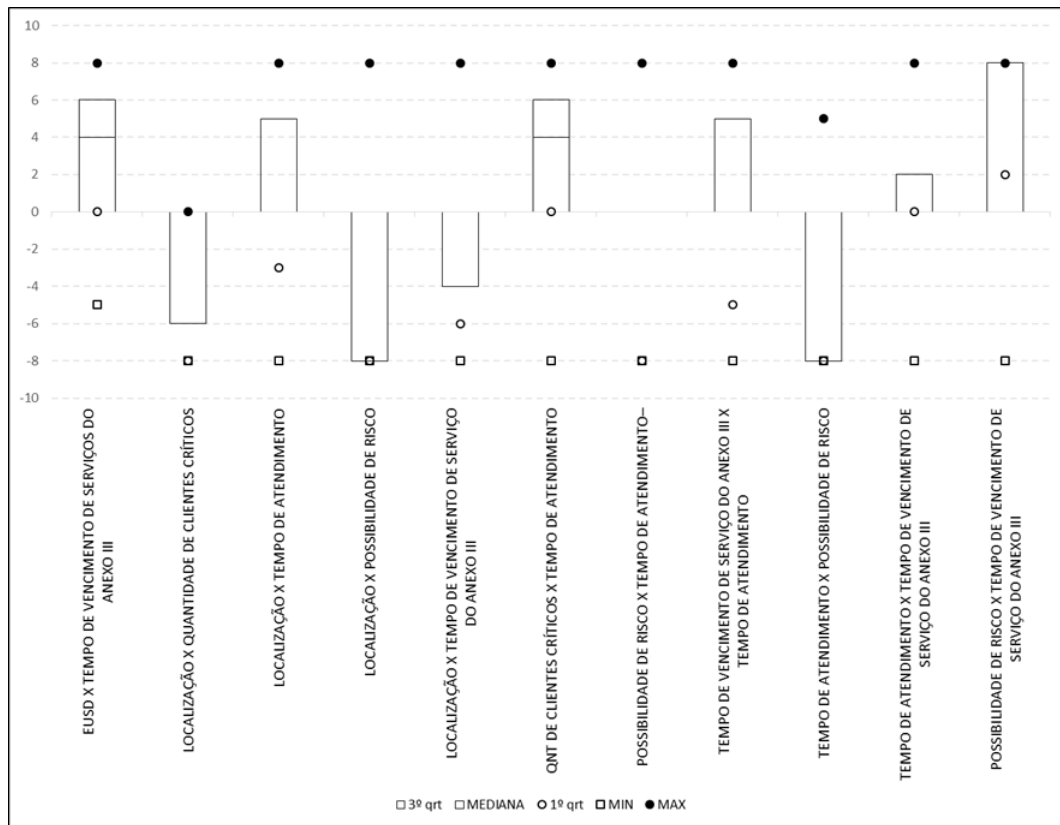 10
8
6
4
2
0
-2
-4
-6
-8
-10
EUSD X TEMPO DE VENCIMENTO DE SERVIÇOS DO
ANEXO III
LOCALIZAÇÃO X QUANTIDADE DE CLIENTES CRÍTICOS
LOCALIZAÇÃO X TEMPO DE ATENDIMENTO
LOCALIZAÇÃO X POSSIBILIDADE DE RISCO
LOCALIZAÇÃO X TEMPO DE VENCIMENTO DE SERVIÇO
DO ANEXO III
QNT DE CLIENTES CRÍTICOS X TEMPO DE ATENDIMENTO
POSSIBILIDADE DE RISCO X TEMPO DE ATENDIMENTO—
TEMPO DE VENCIMENTO DE SERVIÇO DO ANEXO III X
TEMPO DE ATENDIMENTO
TEMPO DE ATENDIMENTO X POSSIBILIDADE DE RISCO
TEMPO DE ATENDIMENTO X TEMPO DE VENCIMENTO DE
SERVIÇO DO ANEXO III
POSSIBILIDADE DE RISCO X TEMPO DE VENCIMENTO DE
SERVIÇO DO ANEXO III
3º qrt MEDIANA 1º qrt MIN MAX